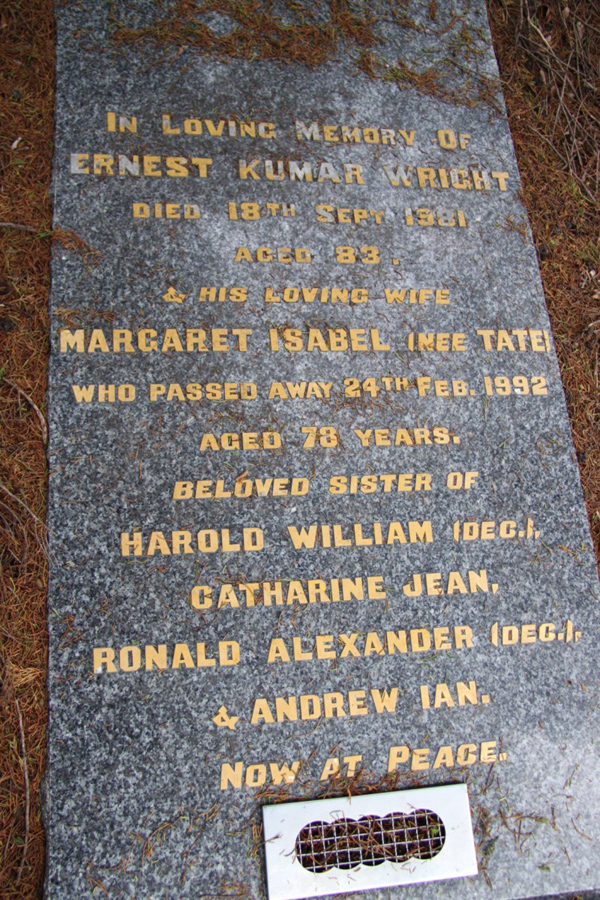 IN LOVING MEMORY OF
ERNEST KUMAR WRIGHT
DIED 18TH SEPT. 1981
AGED 83.
& HIS LOVING WIFE
MARGARET ISABEL (NEE TATE)
WHO PASSED AWAY 24TH FEB. 1992
AGED 78 YEARS.
BELOVED SISTER OF
HAROLD WILLIAM (DEC.),
CATHARINE JEAN,
RONALD ALEXANDER (DEC.),
& ANDREW IAN.
NOW AT PEACE.